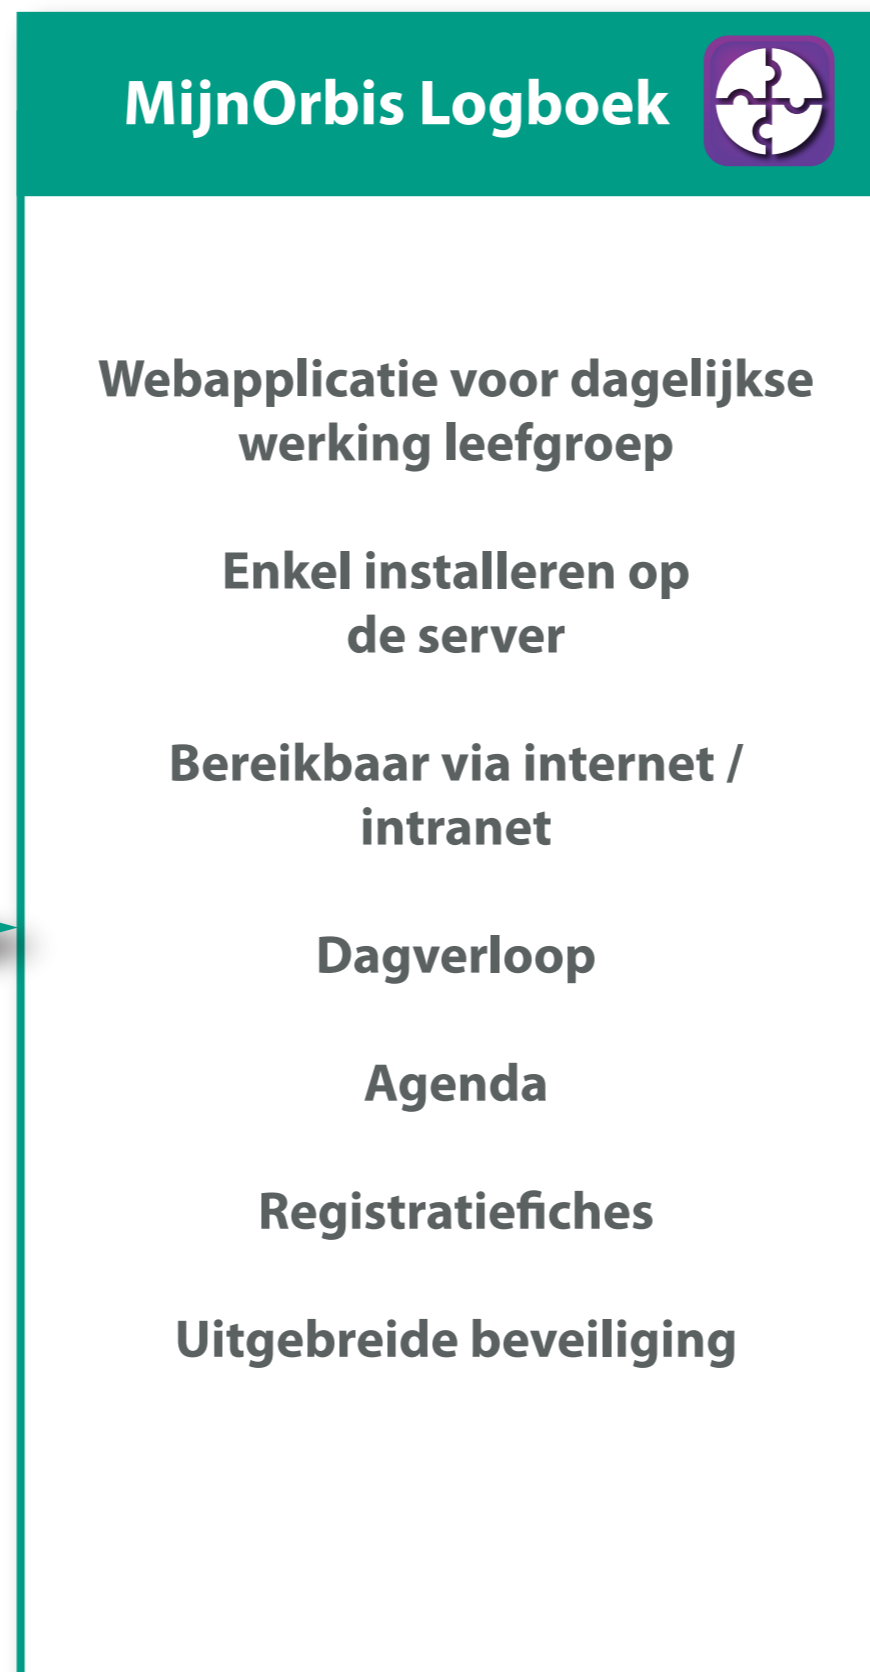 MijnOrbis Logboek
Webapplicatie voor dagelijkse
werking leefgroep
Enkel installeren op
de server
Bereikbaar via internet /
intranet
Dagverloop
Agenda
Registratiefiches
Uitgebreide beveiliging